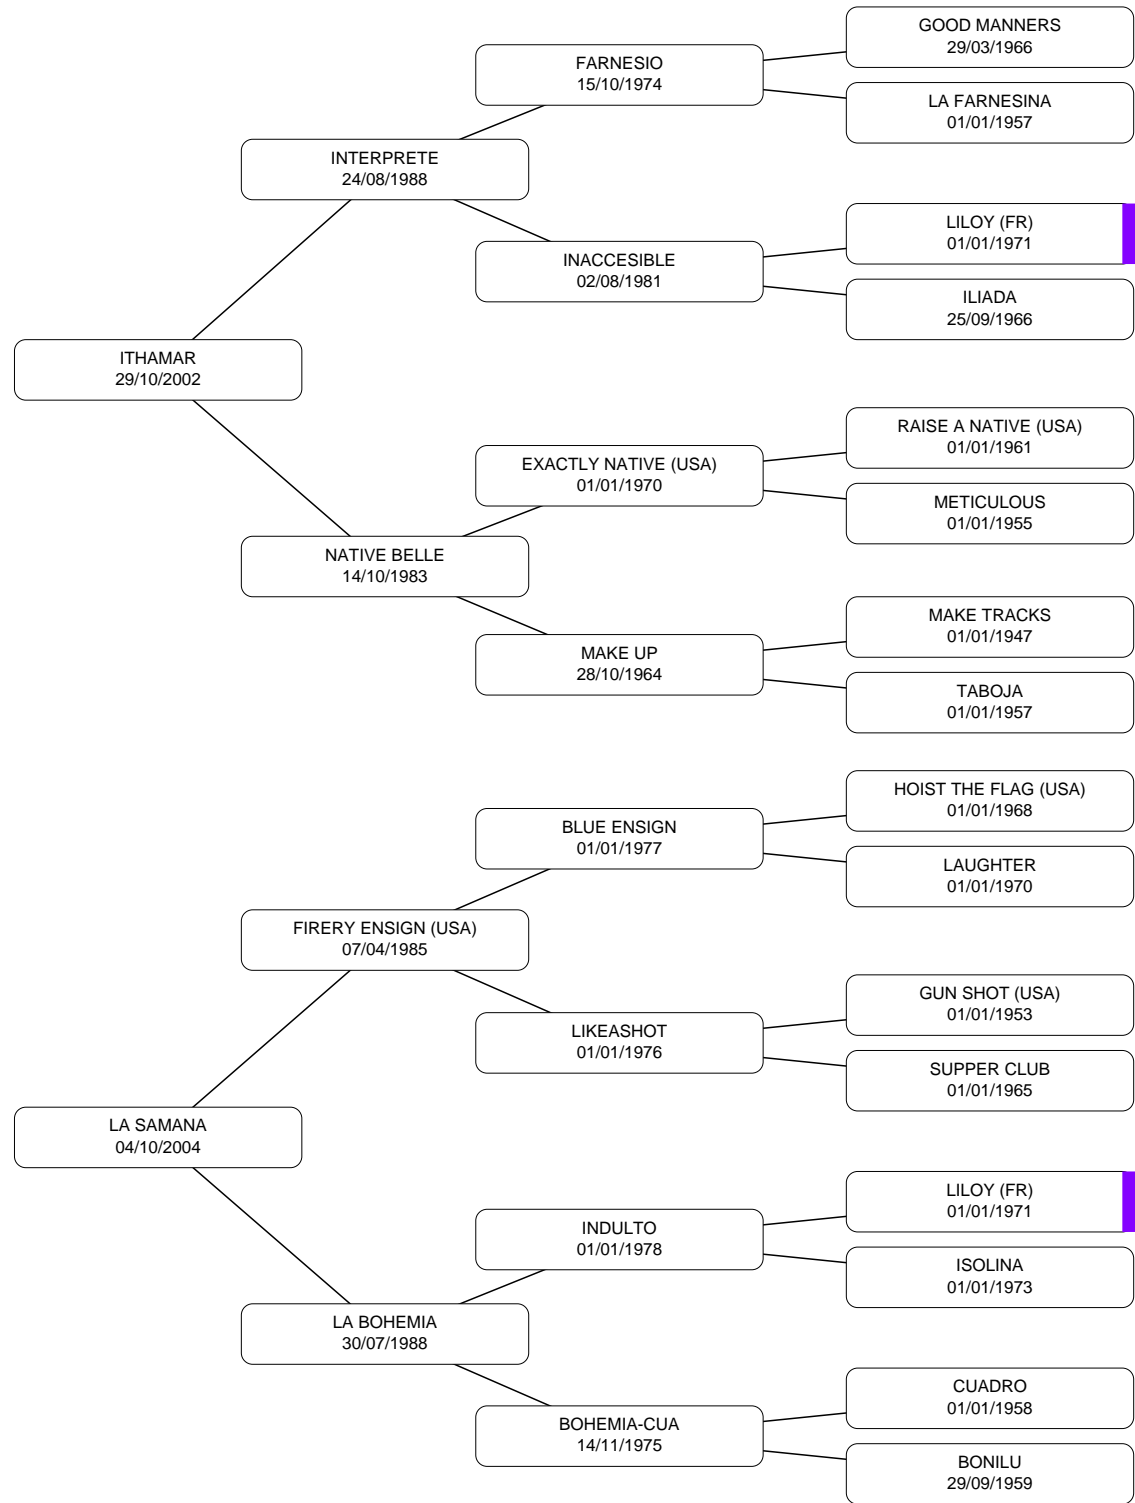 GOOD MANNERS
29/03/1966
FARNESIO
15/10/1974
LA FARNESINA
01/01/1957
INTERPRETE
24/08/1988
LILOY (FR)
01/01/1971
INACCESIBLE
02/08/1981
ILIADA
25/09/1966
ITHAMAR
29/10/2002
RAISE A NATIVE (USA)
01/01/1961
EXACTLY NATIVE (USA)
01/01/1970
METICULOUS
01/01/1955
NATIVE BELLE
14/10/1983
MAKE TRACKS
01/01/1947
MAKE UP
28/10/1964
TABOJA
01/01/1957
HOIST THE FLAG (USA)
01/01/1968
BLUE ENSIGN
01/01/1977
LAUGHTER
01/01/1970
FIRERY ENSIGN (USA)
07/04/1985
GUN SHOT (USA)
01/01/1953
LIKEASHOT
01/01/1976
SUPPER CLUB
01/01/1965
LA SAMANA
04/10/2004
LILOY (FR)
01/01/1971
INDULTO
01/01/1978
ISOLINA
01/01/1973
LA BOHEMIA
30/07/1988
CUADRO
01/01/1958
BOHEMIA-CUA
14/11/1975
BONILU
29/09/1959